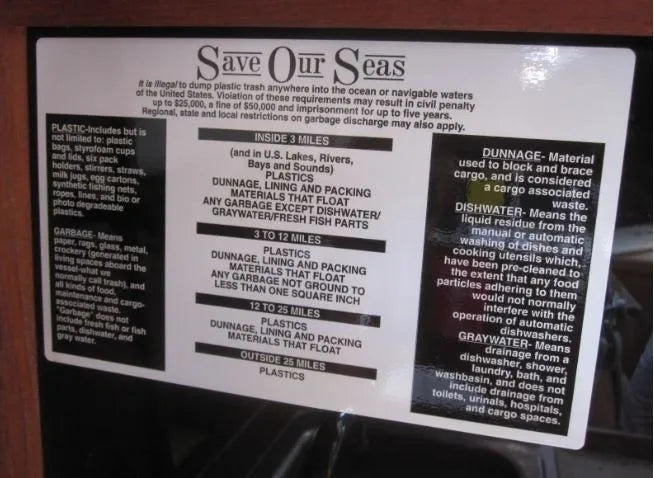 Save Our Seas
It is illegal to dump plastic trash anywhere into the ocean or navigable waters
of the United States. Violation of these requirements may result in civil penalty
up to $25,000, a fine of $50,000 and imprisonment for up to five years.
Regional, state and local restrictions on garbage discharge may also apply.
PLASTIC-Includes but is
not limited to: plastic
bags, styrofoam cups
and lids, six pack
holders, stirrers, straws,
milk jugs, egg cartons,
synthetic fishing nets,
ropes, lines, and bio or
photo degradable
plastics.
GARBAGE- Means
paper, rags, glass, metal,
crockery (generated in
living spaces aboard the
vessel-what we
normally call trash), and
all kinds of food,
maintenance and cargo-
associated waste.
"Garbage" does not
include fresh fish or fish
parts, dishwater, and
gray water.
INSIDE 3 MILES
(and in U.S. Lakes, Rivers,
Bays and Sounds)
PLASTICS
DUNNAGE, LINING AND PACKING
MATERIALS THAT FLOAT
ANY GARBAGE EXCEPT DISHWATER/
GRAYWATER/FRESH FISH PARTS
3 TO 12 MILES
PLASTICS
DUNNAGE, LINING AND PACKING
MATERIALS THAT FLOAT
ANY GARBAGE NOT GROUND TO
LESS THAN ONE SQUARE INCH
12 TO 25 MILES
PLASTICS
DUNNAGE, LINING AND PACKING
MATERIALS THAT FLOAT
OUTSIDE 25 MILES
PLASTICS
DUNNAGE- Material
used to block and brace
cargo, and is considered
a cargo associated
waste.
DISHWATER- Means the
liquid residue from the
manual or automatic
washing of dishes and
cooking utensils which
have been pre-cleaned to
the extent that any food
particles adhering to them
would not normally
interfere with the
operation of automatic
dishwashers.
GRAYWATER- Means
drainage from a
dishwasher, shower,
laundry, bath, and
washbasin, and does not
include drainage from
toilets, urinals, hospitals,
and cargo spaces.